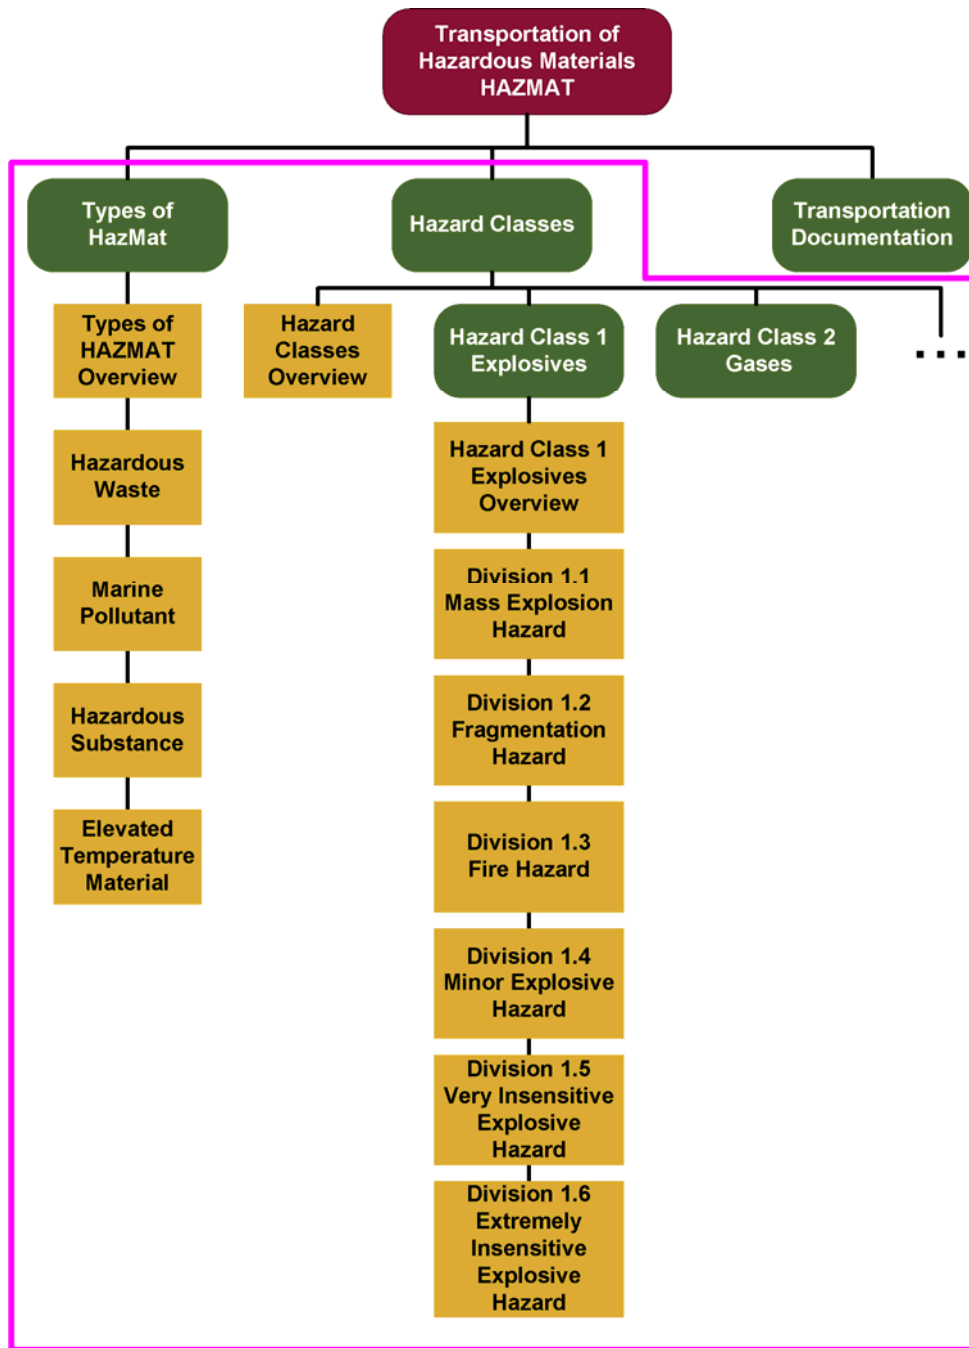 Transportation of
Hazardous Materials
HAZMAT
Types of
HazMat
Hazard Classes
Transportation
Documentation
Types of
HAZMAT
Overview
Hazard
Classes
Overview
Hazard Class 1
Explosives
Hazard Class 2
Gases
...
Hazardous
Waste
Marine
Pollutant
Hazardous
Substance
Elevated
Temperature
Material
Hazard Class 1
Explosives
Overview
Division 1.1
Mass Explosion
Hazard
Division 1.2
Fragmentation
Hazard
Division 1.3
Fire Hazard
Division 1.4
Minor Explosive
Hazard
Division 1.5
Very Insensitive
Explosive
Hazard
Division 1.6
Extremely
Insensitive
Explosive
Hazard